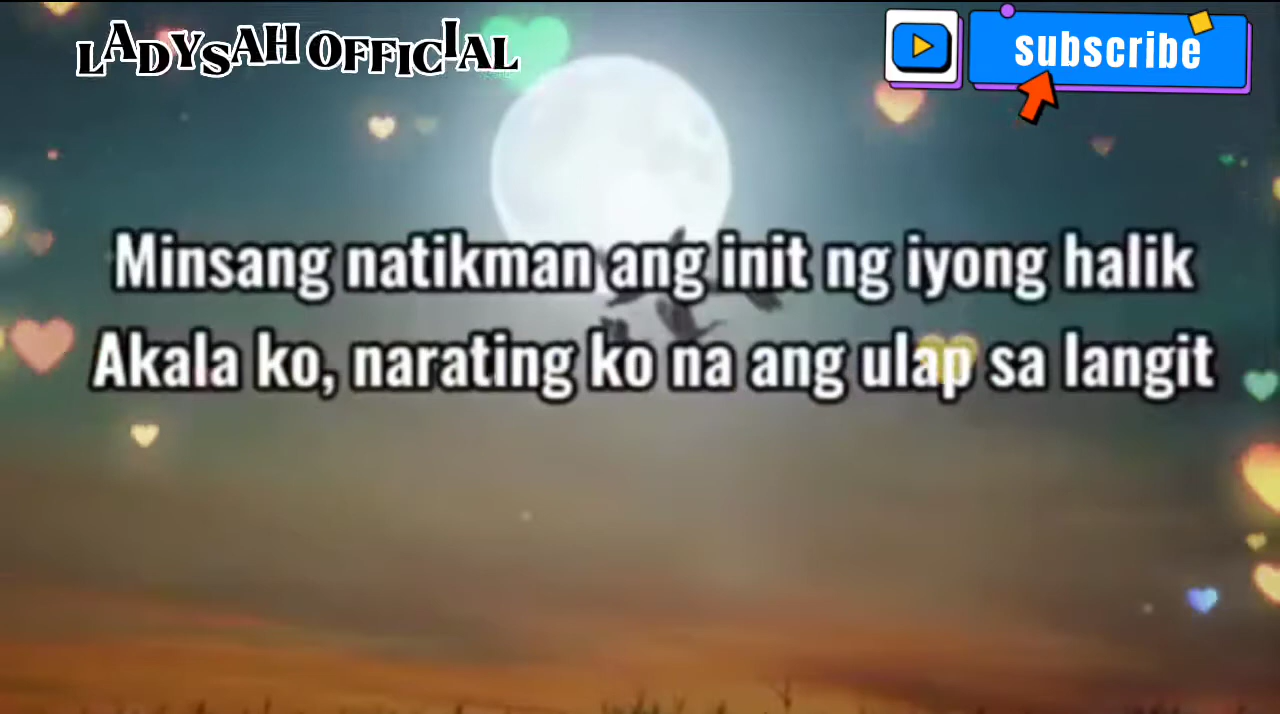 LADYSAH OFFICIAL
subscribe
Minsang natikman ang init ng iyong halik
Akala ko, narating ko na ang ulap sa langit